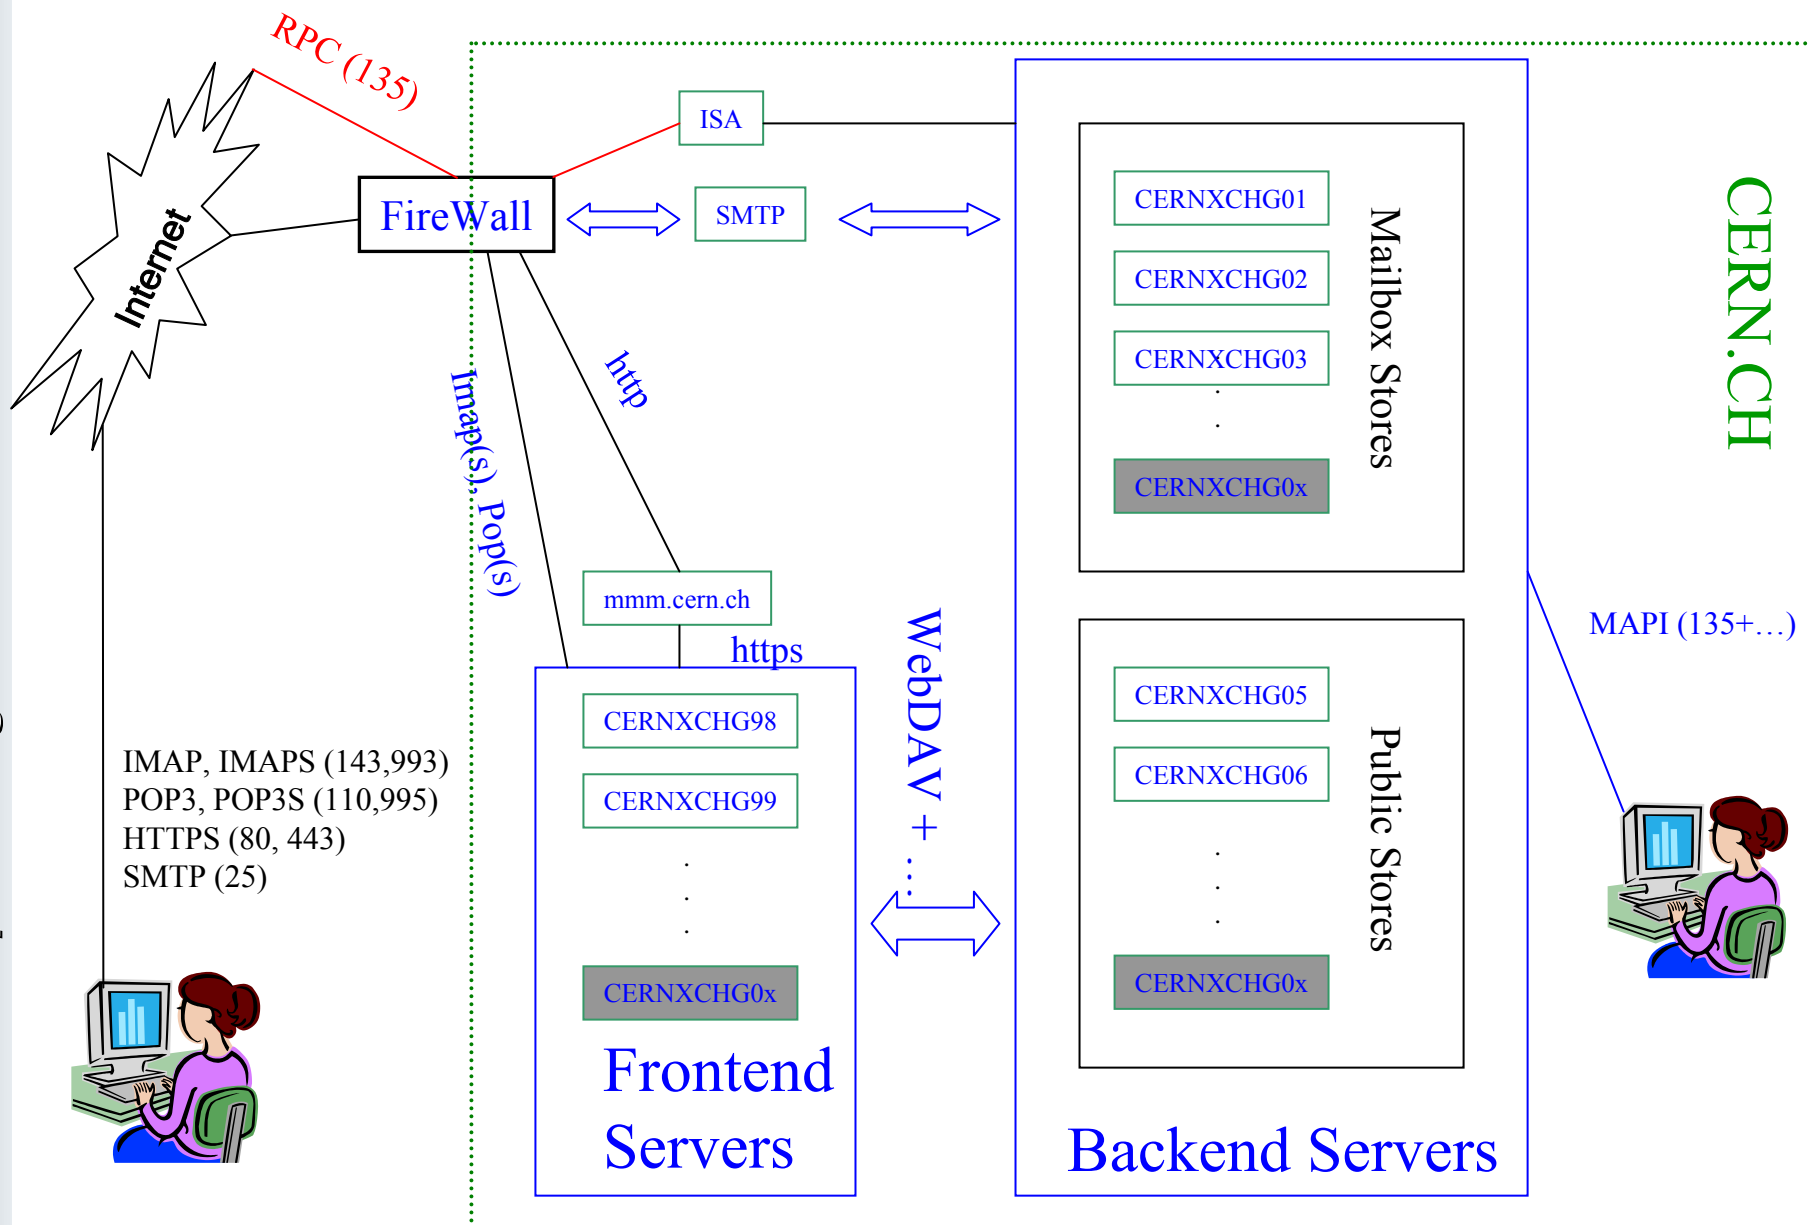 RPC (135)
ISA
FireWall
SMTP
Internet
http
Imap(s), Pop(s)
mmm.cern.ch
https
CERNXCHG98
CERNXCHG99
.
.
.
CERNXCHG0x
Frontend
Servers
WebDAV + …
CERNXCHG01
CERNXCHG02
CERNXCHG03
.
.
CERNXCHG0x
Mailbox Stores
CERNXCHG05
CERNXCHG06
.
.
.
CERNXCHG0x
Public Stores
Backend Servers
CERN.CH
MAPI (135+…)
IMAP, IMAPS (143,993)
POP3, POP3S (110,995)
HTTPS (80, 443)
SMTP (25)